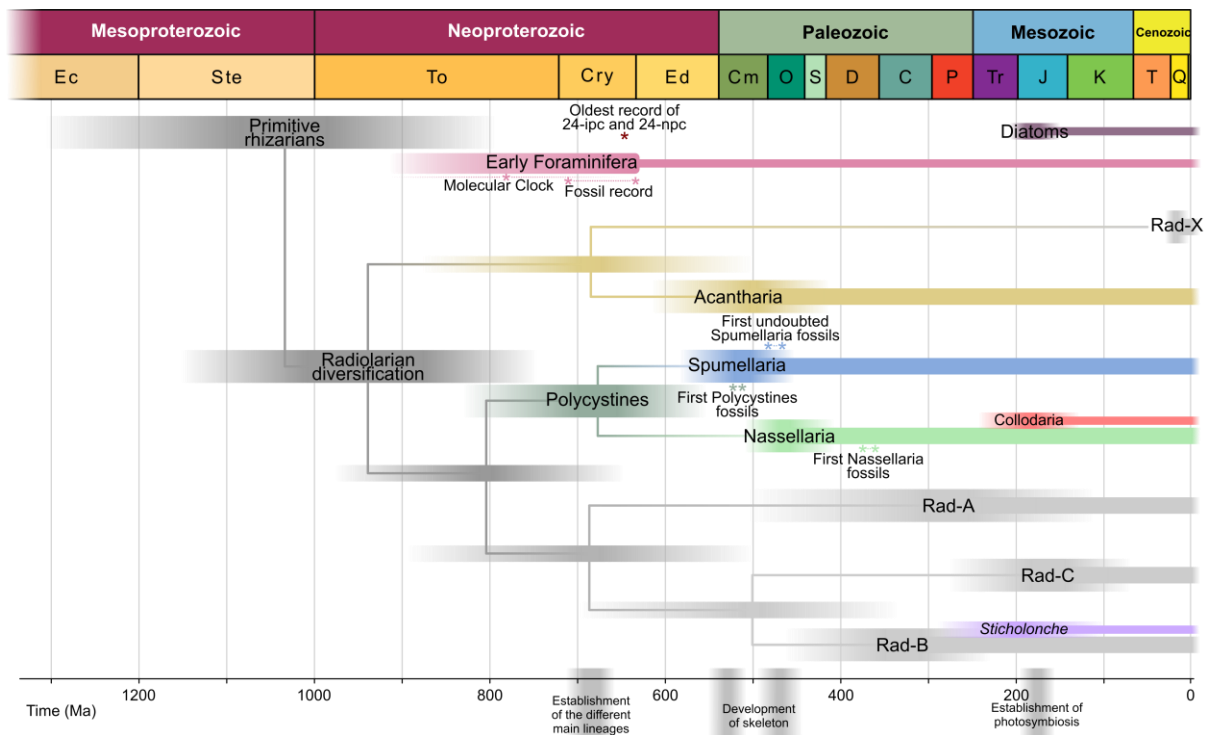 Mesoproterozoic Neoproterozoic Paleozoic Mesozoic Cenozoic
Ec Ste To Cry Ed Cm O S D C P Tr J K T Q
Oldest record of
24-ipc and 24-npc
*
Primitive
rhizarians
Diatoms
Early Foraminifera
Molecular Clock * * Fossil record *
Rad-X
Acantharia
First undoubted
Spumellaria fossils
* *
Radiolarian
diversification
Spumellaria
Polycystines
**
First Polycystines
fossils
Collodaria
Nassellaria
* *
First Nassellaria
fossils
Rad-A
Rad-C
Sticholonche
Rad-B
1200 1000 800 600 400 200 0
Time (Ma)
Establishment
of the different
main lineages
Development
of skeleton
Establishment of
photosymbiosis